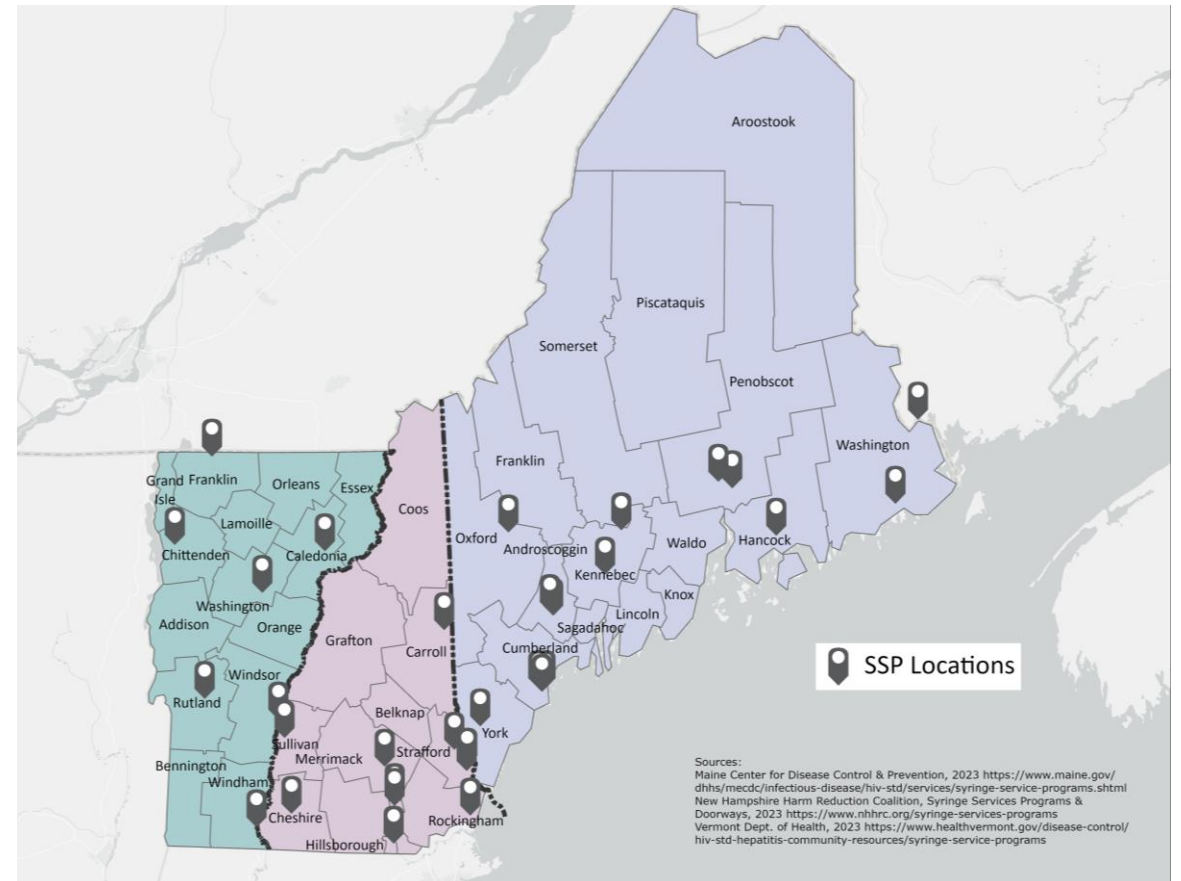 Aroostook
Piscataquis
Somerset
Penobscot
Washington
Franklin
Grand
Isle
Franklin
Orleans
Essex
Coos
Lamoille
Oxford
Androscoggin
Waldo
Hancock
Chittenden
Caledonia
Kennebec
Knox
Washington
Lincoln
Addison
Orange
Sagadahoc
Grafton
Cumberland
Carroll
Windsor
Rutland
SSP Locations
Belknap
York
Sullivan
Strafford
Merrimack
Bennington
Windham
Cheshire
Rockingham
Hillsborough
Sources:
Maine Center for Disease Control & Prevention, 2023 https://www.maine.gov/
dhhs/mecdc/infectious-disease/hiv-std/services/syringe-service-programs.shtml
New Hampshire Harm Reduction Coalition, Syringe Services Programs &
Doorways, 2023 https://www.nhhrc.org/syringe-services-programs
Vermont Dept. of Health, 2023 https://www.healthvermont.gov/disease-control/
hiv-std-hepatitis-community-resources/syringe-service-programs